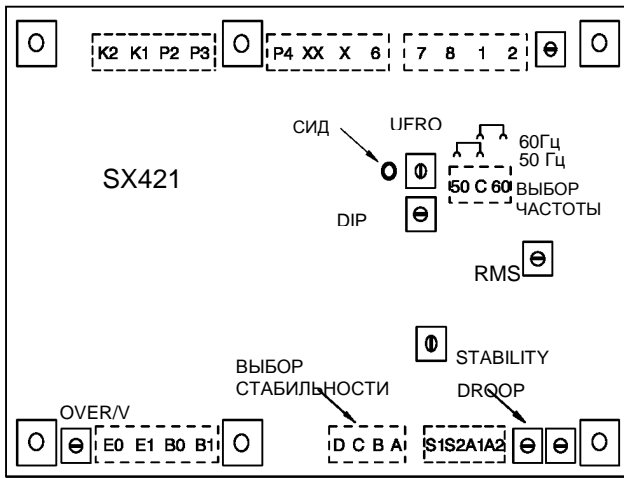 K2 K1 P2 P3
P4 XX X 6
7 8 1 2
СИД
UFRO
60Гц
50 Гц
SX421
50 C 60
ВЫБОР
ЧАСТОТЫ
DIP
RMS
ВЫБОР
СТАБИЛЬНОСТИ
STABILITY
DROOP
OVER/V
E0 E1 B0 B1
D C B A
S1S2A1A2